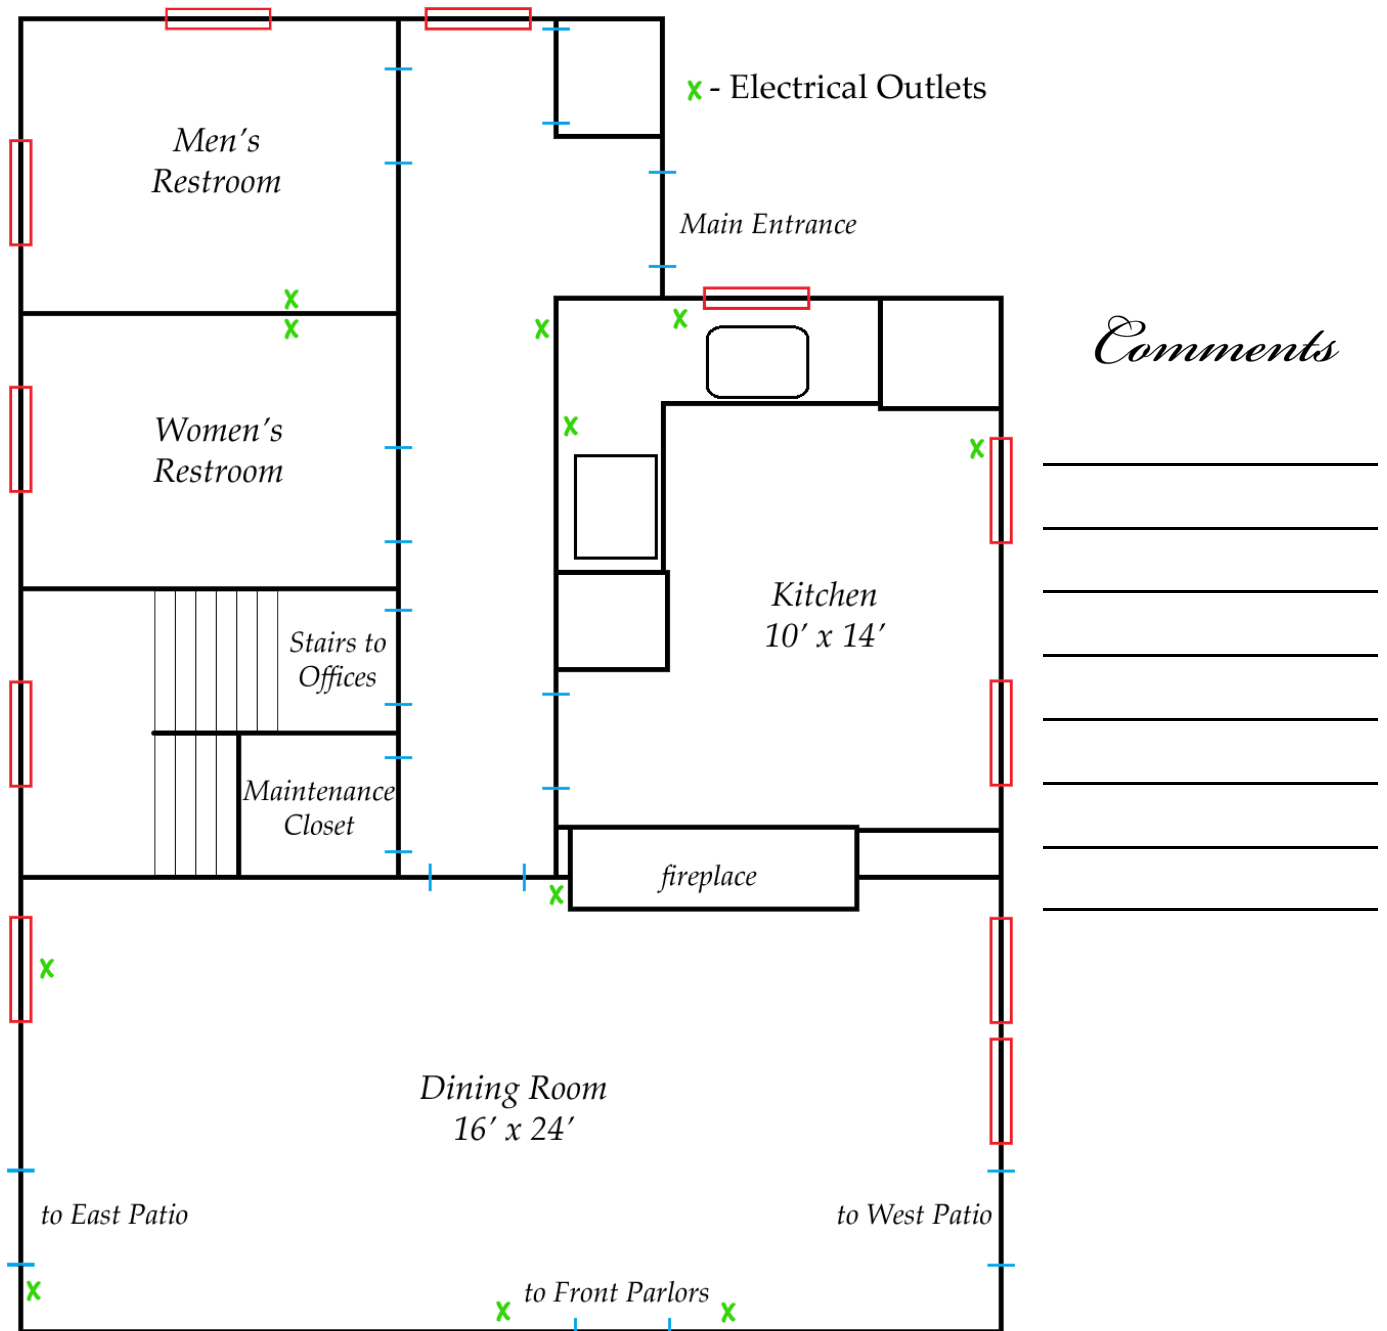 x - Electrical Outlets
Men's
Restroom
Main Entrance
Comments
Women's
Restroom
Kitchen
10' x 14'
Stairs to
Offices
Maintenance
Closet
fireplace
Dining Room
16' x 24'
to East Patio
to West Patio
to Front Parlors